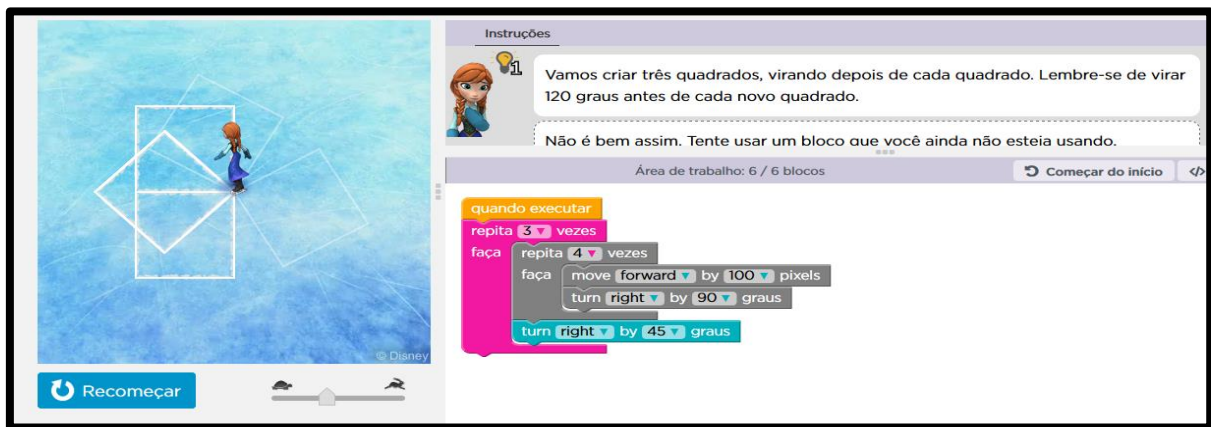 Instruções
1
Vamos criar três quadrados, virando depois de cada quadrado. Lembre-se de virar
120 graus antes de cada novo quadrado.
Não é bem assim. Tente usar um bloco que você ainda não esteja usando.
Área de trabalho: 6 / 6 blocos
Começar do início
</>
quando executar
repita 3 vezes
faça repita 4 vezes
faça move forward by 100 pixels
turn right by 90 graus
turn right by 45 graus
© Disney
Recomeçar